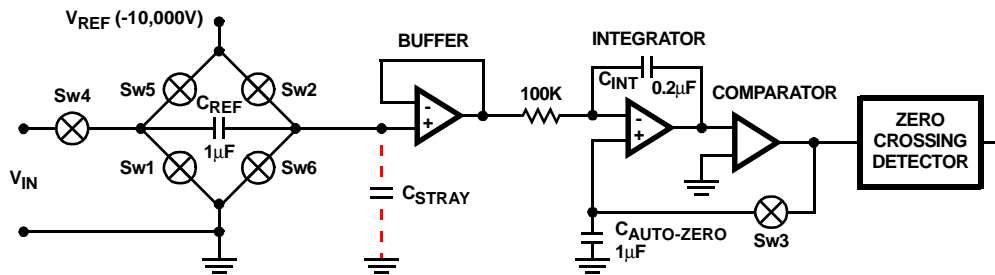 VREF (-10,000V)
BUFFER
INTEGRATOR
Sw5
Sw2
CINT
0.2μF
COMPARATOR
Sw4
CREF
100K
-
+
-
+
ZERO
CROSSING
DETECTOR
1μF
Sw1
Sw6
VIN
CSTRAY
CAUTO-ZERO
1μF
Sw3